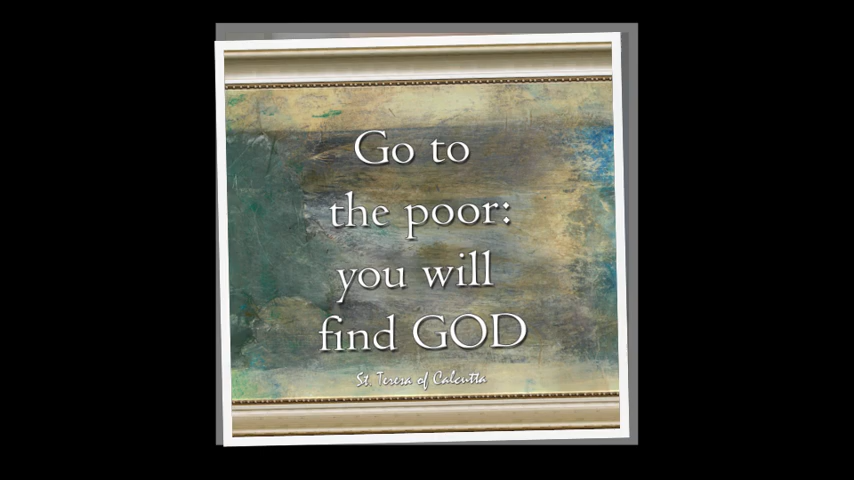 Go to
the poor:
you will
find GOD
St. Teresa of Calcutta